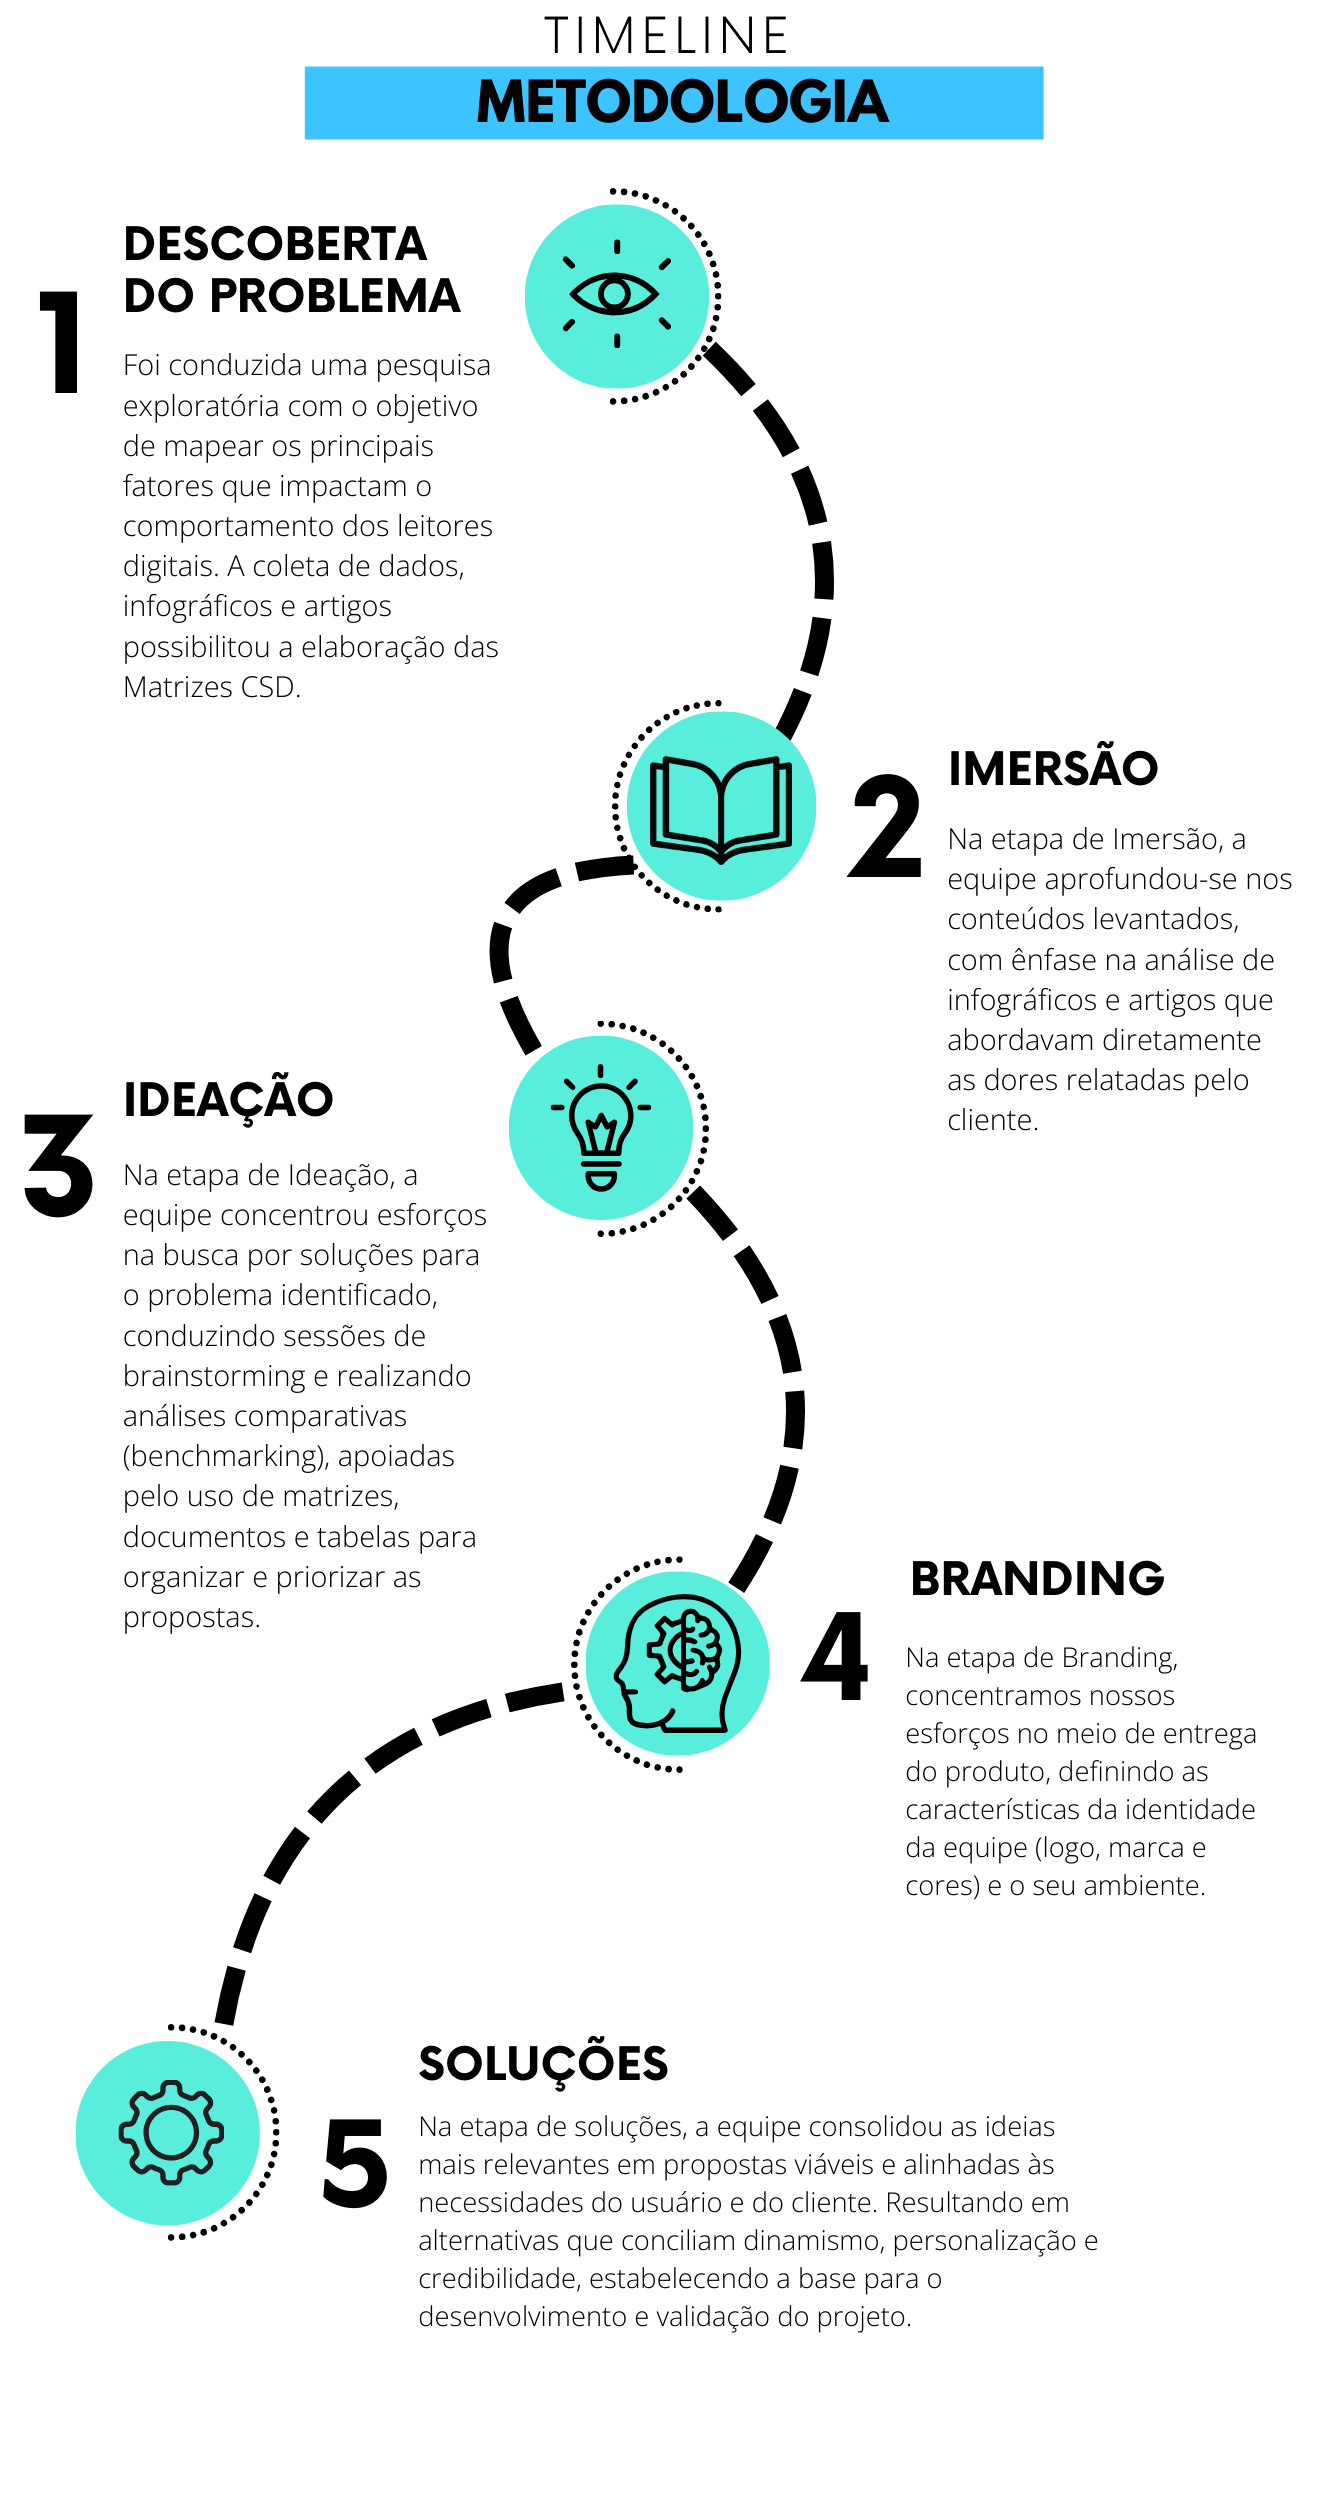 TIMELINE
METODOLOGIA
1
DESCOBERTA
DO PROBLEMA
Foi conduzida uma pesquisa
exploratória com o objetivo
de mapear os principais
fatores que impactam o
comportamento dos leitores
digitais. A coleta de dados,
infográficos e artigos
possibilitou a elaboração das
Matrizes CSD.
2
IMERSÃO
Na etapa de Imersão, a
equipe aprofundou-se nos
conteúdos levantados,
com ênfase na análise de
infográficos e artigos que
abordavam diretamente
as dores relatadas pelo
cliente.
3
IDEAÇÃO
Na etapa de Ideação, a
equipe concentrou esforços
na busca por soluções para
o problema identificado,
conduzindo sessões de
brainstorming e realizando
análises comparativas
(benchmarking), apoiadas
pelo uso de matrizes,
documentos e tabelas para
organizar e priorizar as
propostas.
4
BRANDING
Na etapa de Branding,
concentramos nossos
esforços no meio de entrega
do produto, definindo as
características da identidade
da equipe (logo, marca e
cores) e o seu ambiente.
5
SOLUÇÕES
Na etapa de soluções, a equipe consolidou as ideias
mais relevantes em propostas viáveis e alinhadas às
necessidades do usuário e do cliente. Resultando em
alternativas que conciliam dinamismo, personalização e
credibilidade, estabelecendo a base para o
desenvolvimento e validação do projeto.